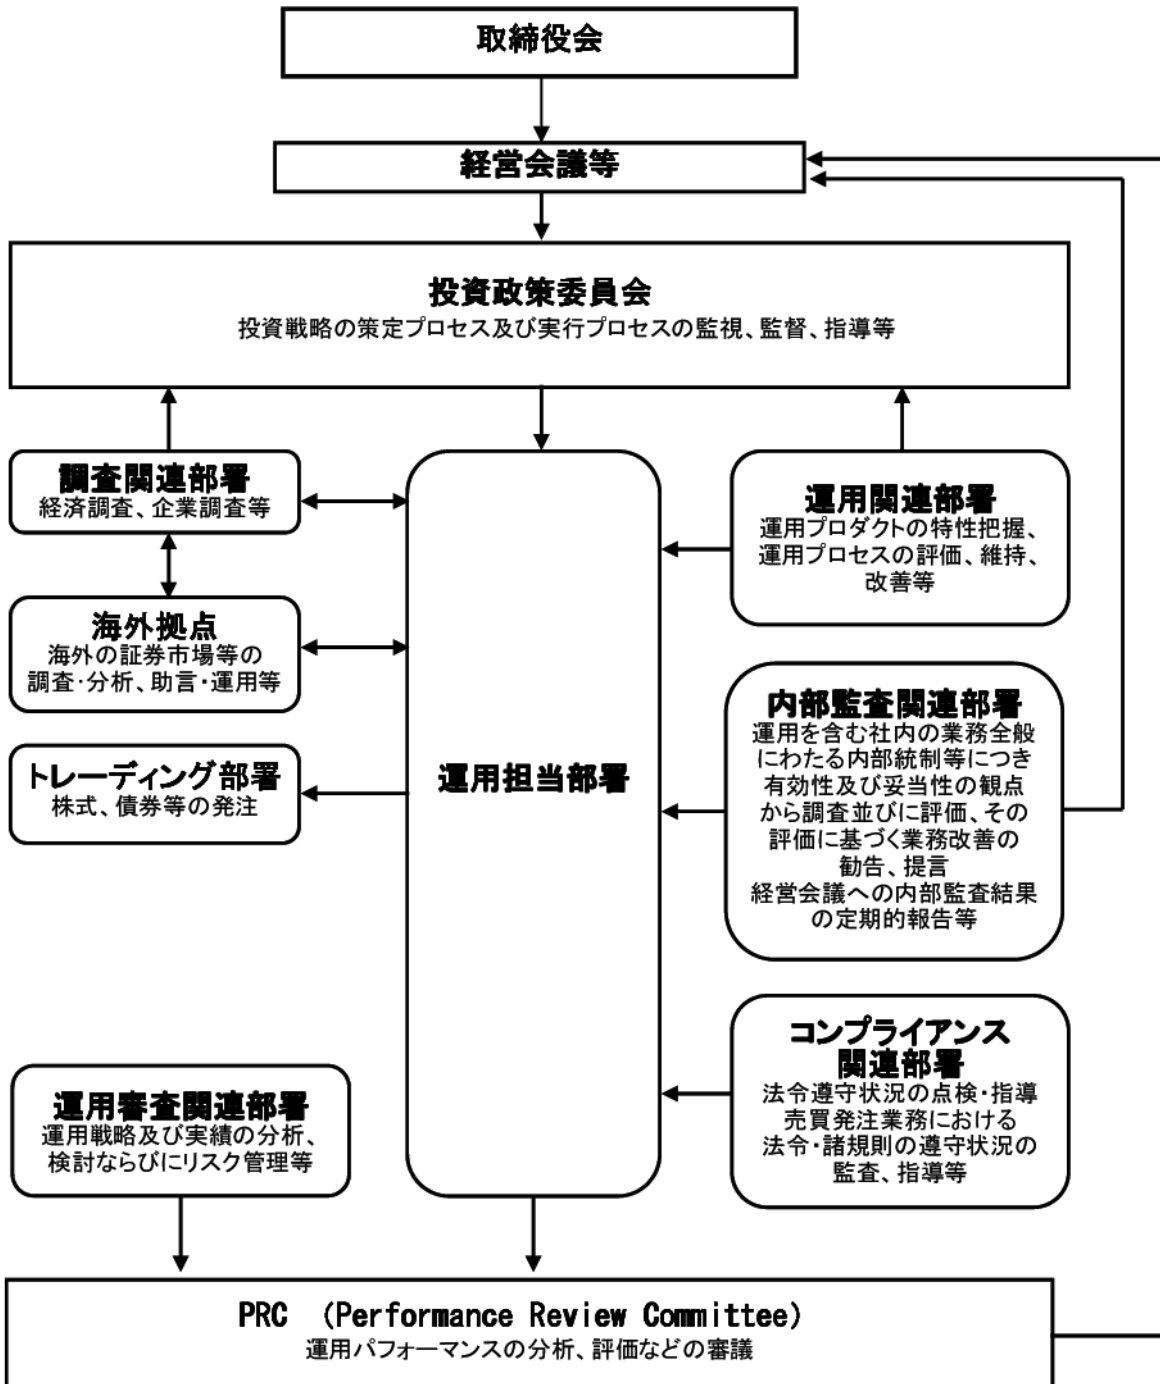 取締役会
経営会議等
投資政策委員会
投資戦略の策定プロセス及び実行プロセスの監視、監督、指導等
調査関連部署
経済調査、企業調査等
海外拠点
海外の証券市場等の
調査・分析、助言・運用等
トレーディング部署
株式、債券等の発注
運用担当部署
運用関連部署
運用プロダクトの特性把握、
運用プロセスの評価、維持、
改善等
内部監査関連部署
運用を含む社内の業務全般
にわたる内部統制等につき
有効性及び妥当性の観点
から調査並びに評価、その
評価に基づく業務改善の
勧告、提言
経営会議への内部監査結果
の定期的報告等
コンプライアンス
関連部署
法令遵守状況の点検・指導
売買発注業務における
法令・諸規則の遵守状況の
監査、指導等
運用審査関連部署
運用戦略及び実績の分析、
検討ならびにリスク管理等
PRC （Performance Review Committee）
運用パフォーマンスの分析、評価などの審議